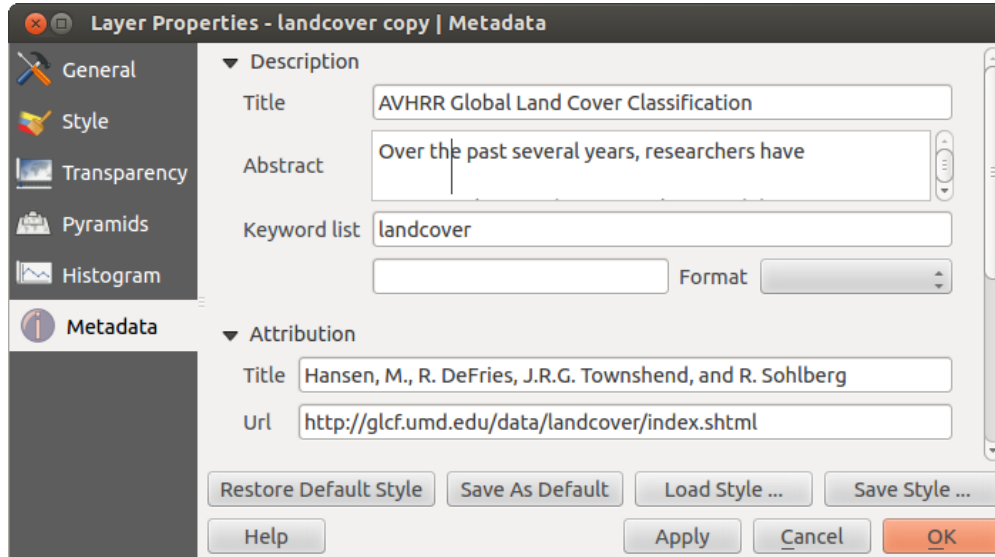 Layer Properties - landcover copy | Metadata
General
Style
Transparency
Pyramids
Histogram
Metadata
Description
Title AVHRR Global Land Cover Classification
Abstract Over the past several years, researchers have
Keyword list landcover
Format
Attribution
Title Hansen, M., R. DeFries, J.R.G. Townshend, and R. Sohlberg
Url http://glcf.umd.edu/data/landcover/index.shtml
Restore Default Style Save As Default Load Style ... Save Style ...
Help Apply Cancel OK